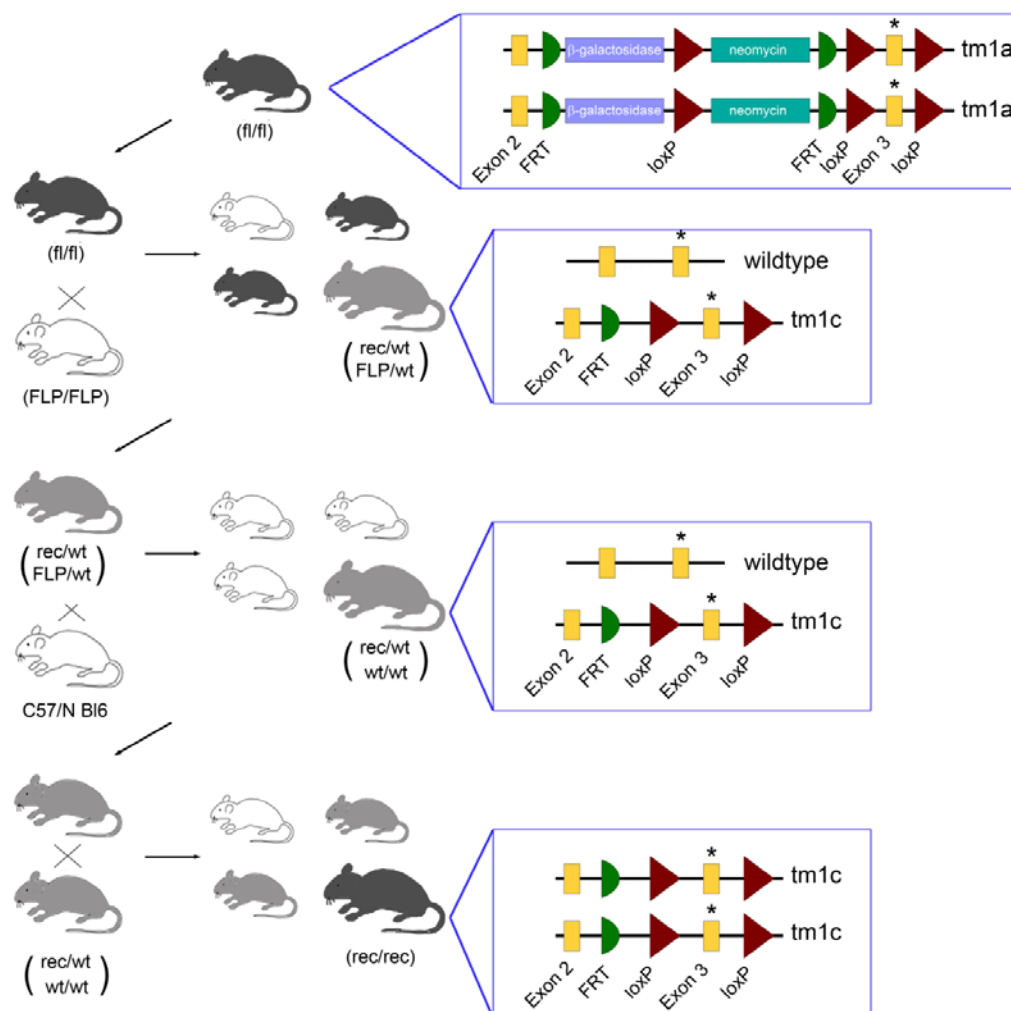 *
β-galactosidase
neomycin
tm1a
*
β-galactosidase
neomycin
tm1a
Exon 2
FRT
loxP
FRT
loxP
Exon 3
loxP
(fl/fl)
(fl/fl)
(FLP/FLP)
(rec/wt
FLP/wt)
*
wildtype
*
tm1c
Exon 2
FRT
loxP
Exon 3
loxP
(rec/wt
FLP/wt)
C57/N Bl6
(rec/wt
wt/wt)
*
wildtype
*
tm1c
Exon 2
FRT
loxP
Exon 3
loxP
(rec/wt
wt/wt)
(rec/rec)
*
tm1c
*
tm1c
Exon 2
FRT
loxP
Exon 3
loxP